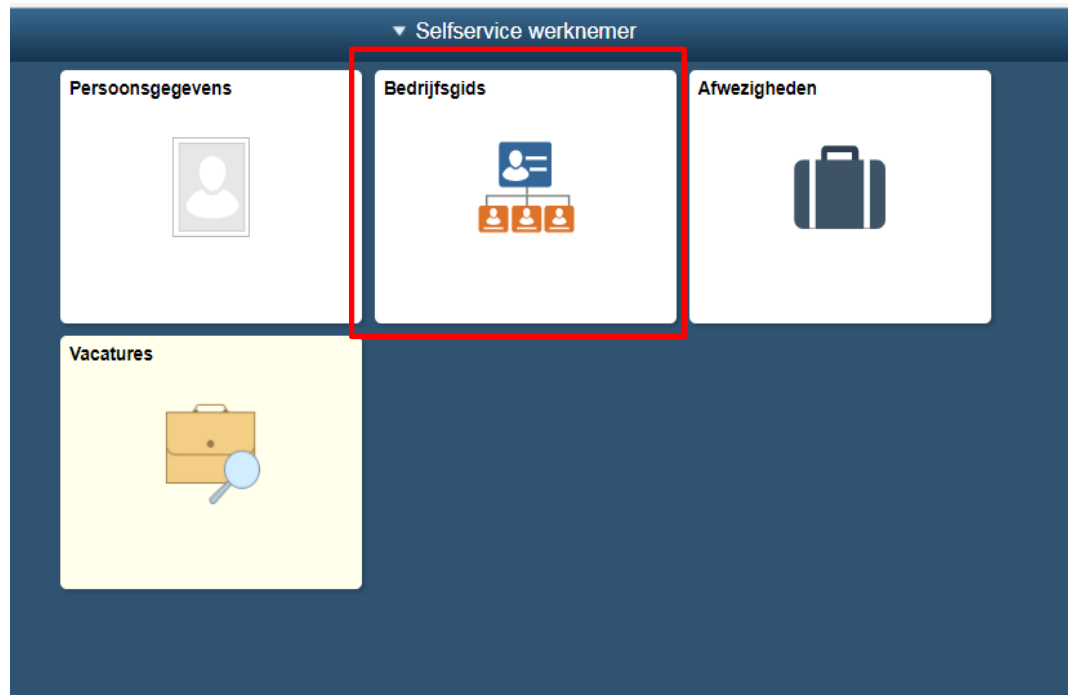 Selfservice werknemer
Persoonsgegevens
Bedrijfsgids
Afwezigheden
Vacatures